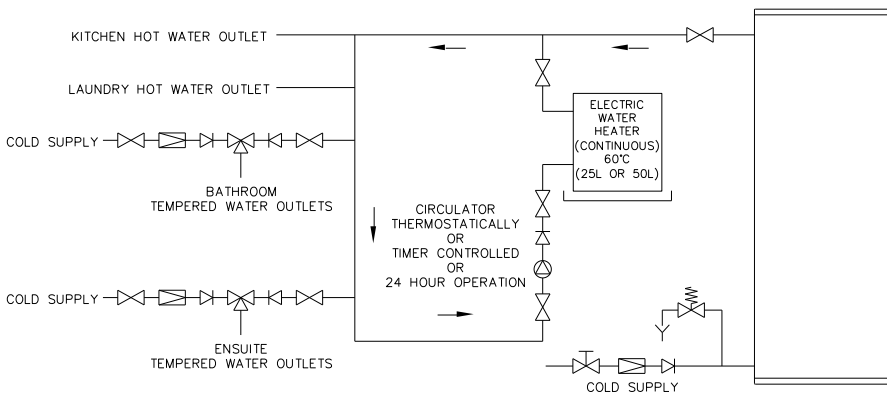 KITCHEN HOT WATER OUTLET
LAUNDRY HOT WATER OUTLET
ELECTRIC
WATER
HEATER
(CONTINUOUS)
60°C
(25L OR 50L)
COLD SUPPLY
BATHROOM
TEMPERED WATER OUTLETS
CIRCULATOR
THERMOSTATICALLY
OR
TIMER CONTROLLED
OR
24 HOUR OPERATION
COLD SUPPLY
ENSUITE
TEMPERED WATER OUTLETS
COLD SUPPLY